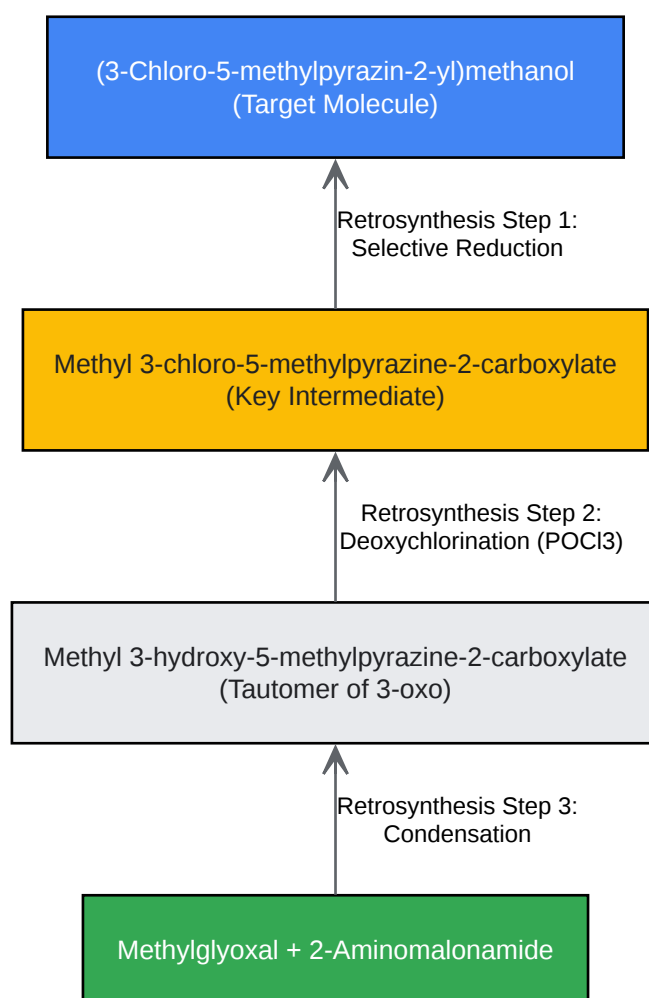 (3-Chloro-5-methylpyrazin-2-yl)methanol
(Target Molecule)
Retrosynthesis Step 1:
Selective Reduction
Methyl 3-chloro-5-methylpyrazine-2-carboxylate
(Key Intermediate)
Retrosynthesis Step 2:
Deoxychlorination (POCl3)
Methyl 3-hydroxy-5-methylpyrazine-2-carboxylate
(Tautomer of 3-oxo)
Retrosynthesis Step 3:
Condensation
Methylglyoxal + 2-Aminomalonamide